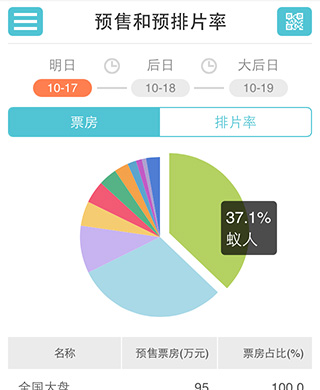 预售和预排片率
明日 后日 大后日
10-17 10-18 10-19
票房 排片率
37.1%
蚁人
名称 预售票房(万元) 票房占比(%)
全国大盘 95 100.0